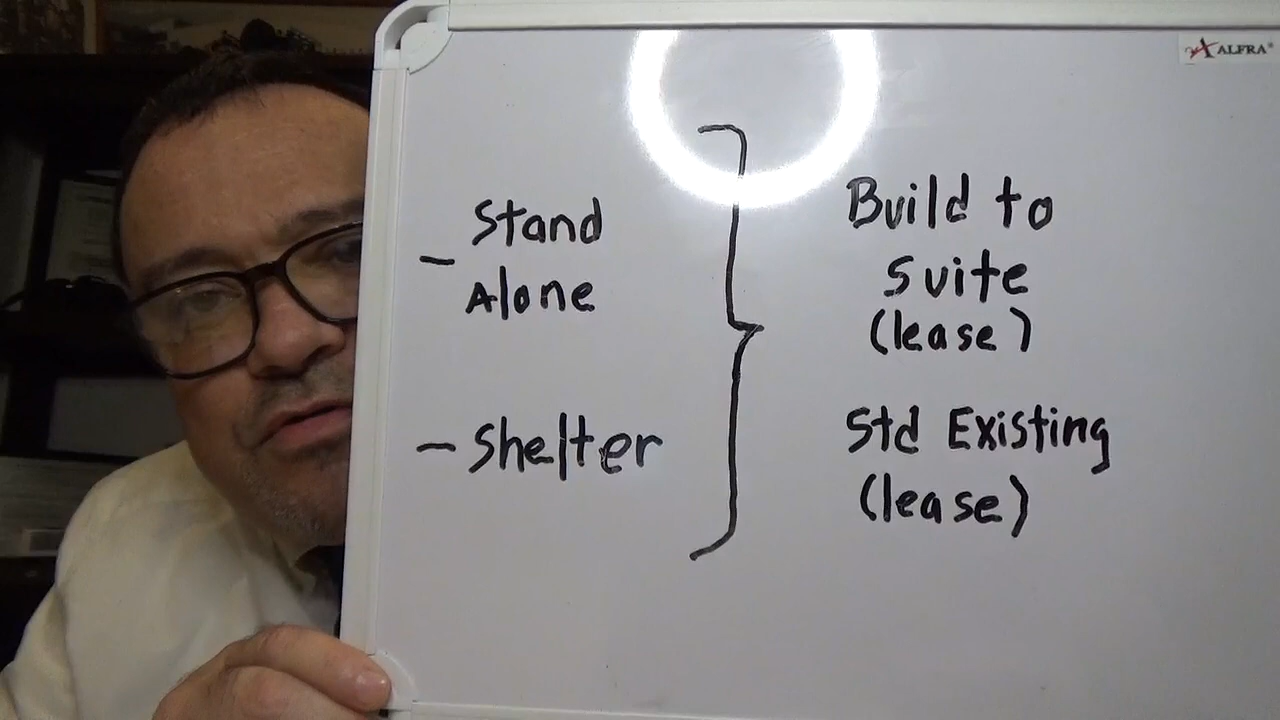 ALFRA®
- Stand
Alone
- Shelter
Build to
Suite
(lease)
Std Existing
(lease)